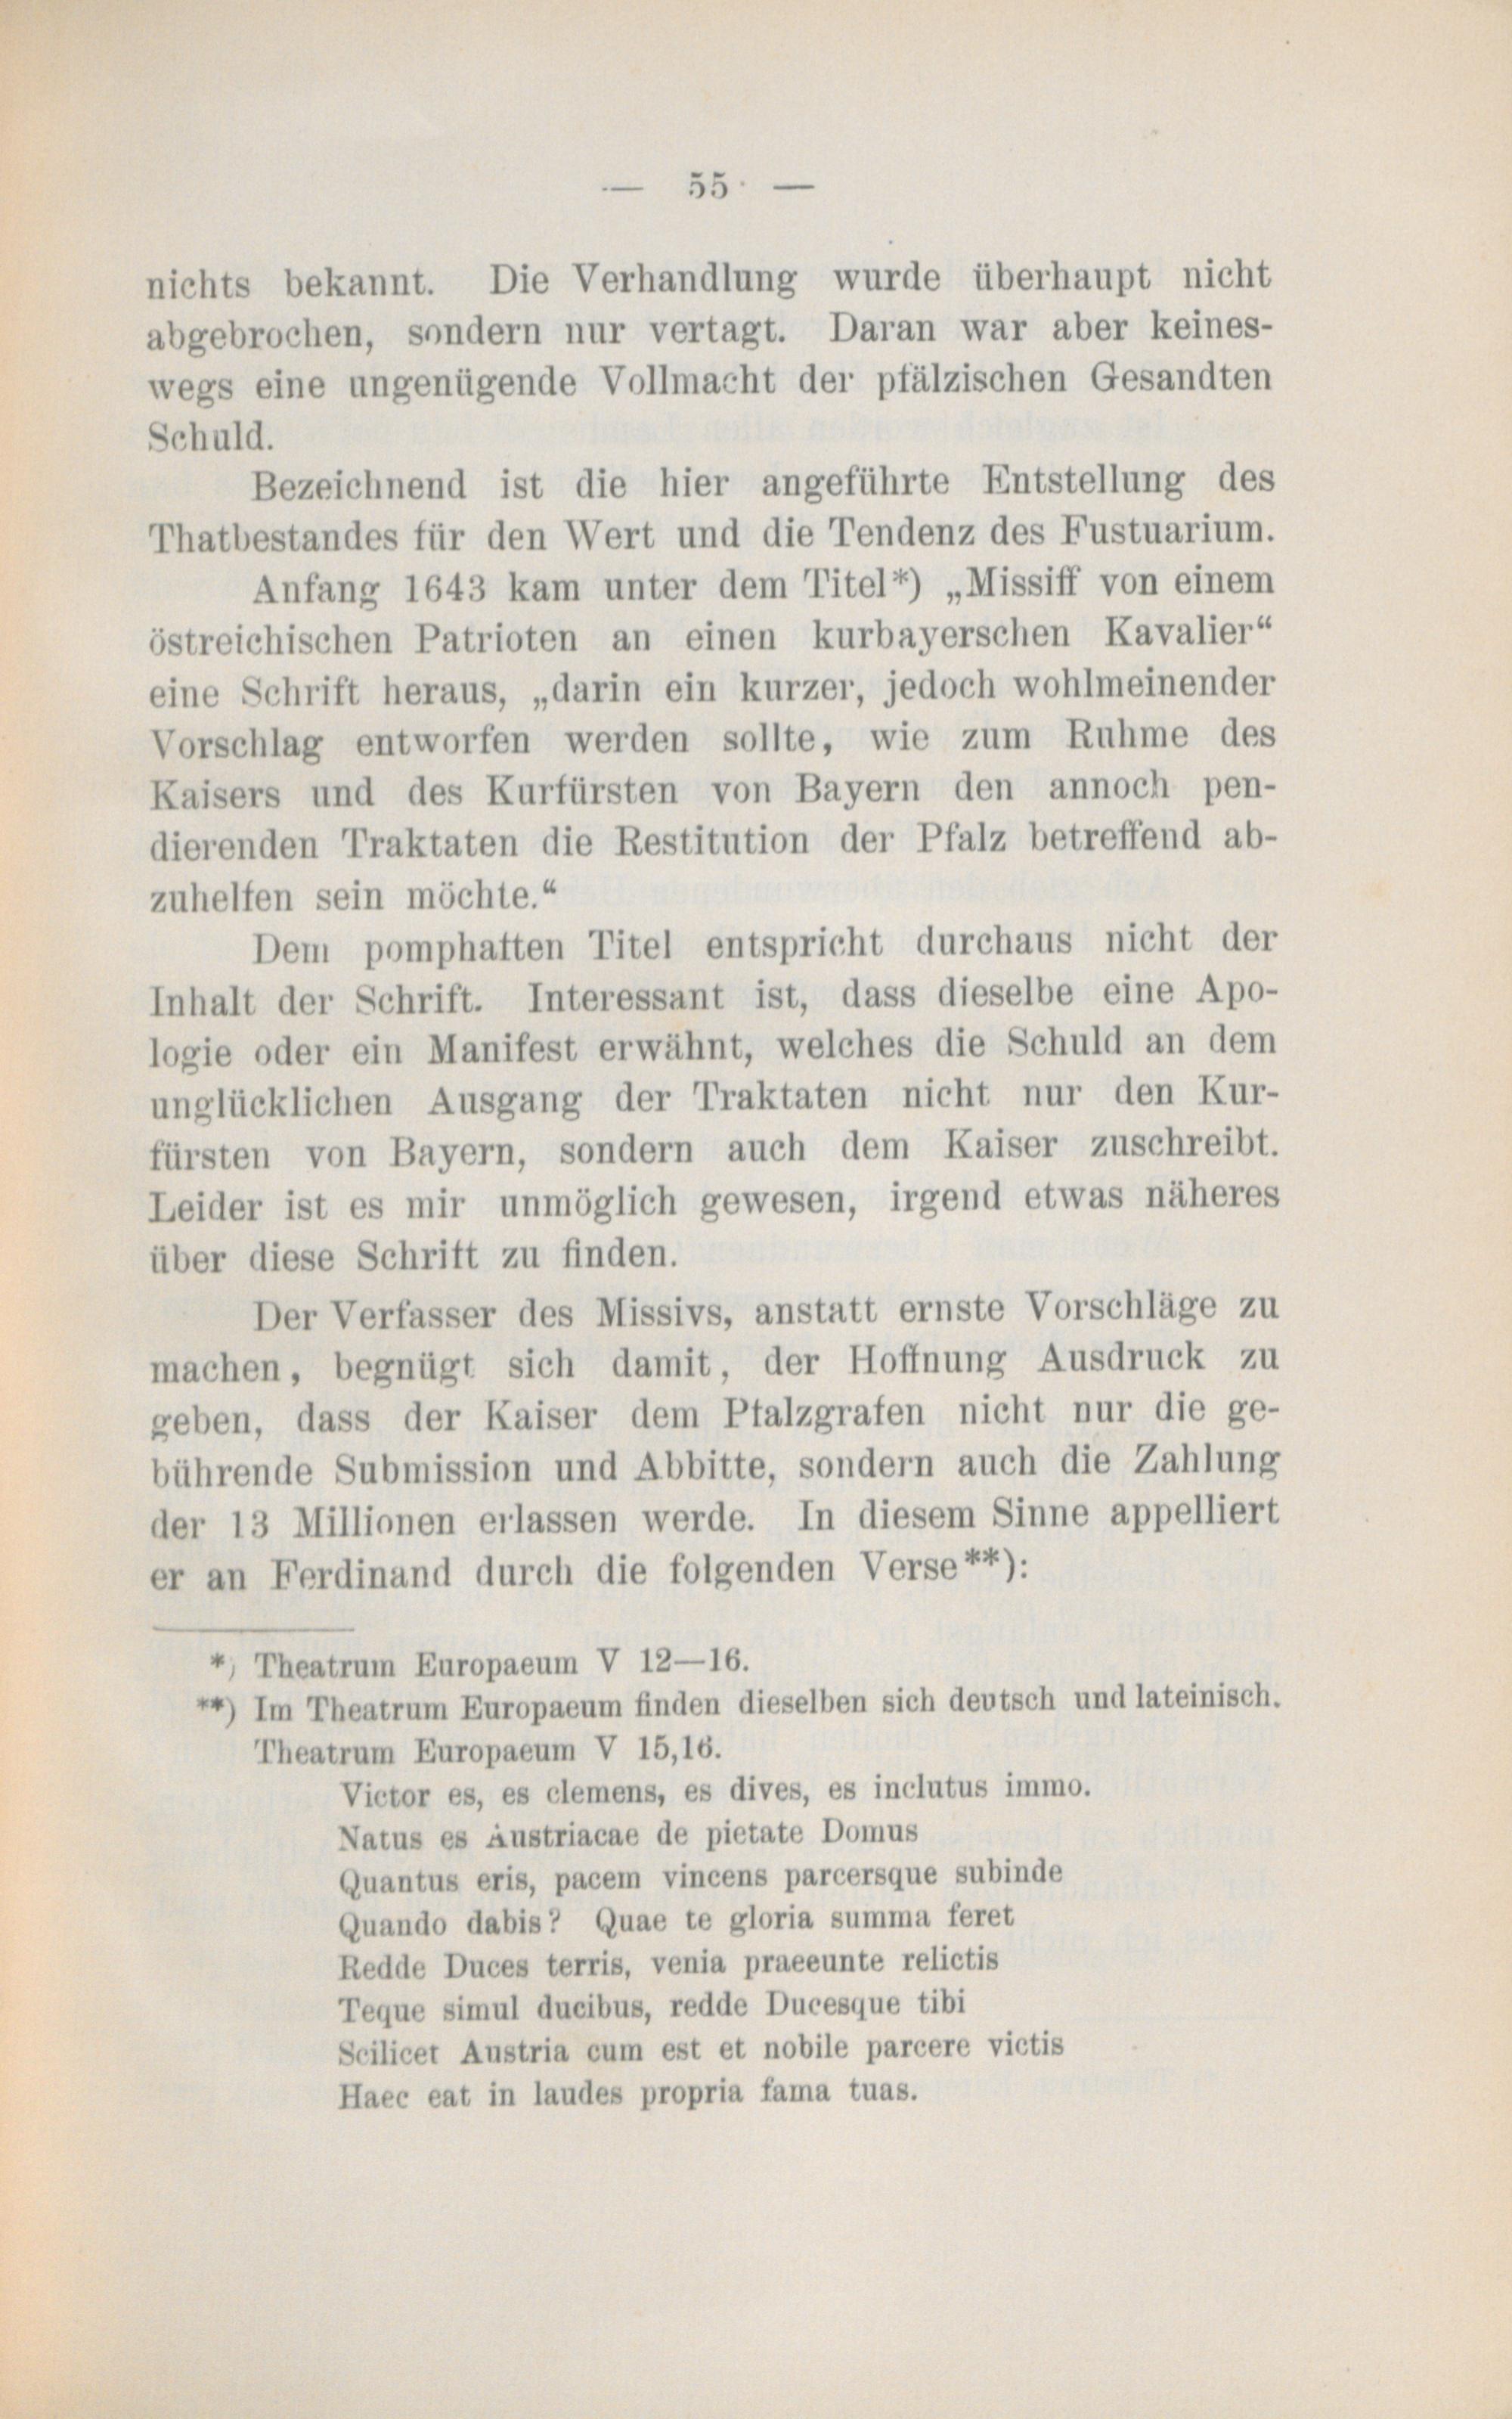 — 55 —
nichts bekannt. Die Verhandlung wurde überhaupt nicht
abgebrochen, sondern nur vertagt. Daran war aber keines-
wegs eine ungenügende Vollmacht der pfälzischen Gesandten
Schuld.
Bezeichnend ist die hier angeführte Entstellung des
Thatbestandes für den Wert und die Tendenz des Fustuarium.
Anfang 1643 kam unter dem Titel*) „Missiff von einem
östreichischen Patrioten an einen kurbayerschen Kavalier“
eine Schrift heraus, „darin ein kurzer, jedoch wohlmeinender
Vorschlag entworfen werden sollte, wie zum Ruhme des
Kaisers und des Kurfürsten von Bayern den annoch pen-
dierenden Traktaten die Restitution der Pfalz betreffend ab-
zuhelfen sein möchte.“
Dem pomphaften Titel entspricht durchaus nicht der
Inhalt der Schrift. Interessant ist, dass dieselbe eine Apo-
logie oder ein Manifest erwähnt, welches die Schuld an dem
unglücklichen Ausgang der Traktaten nicht nur den Kur-
fürsten von Bayern, sondern auch dem Kaiser zuschreibt.
Leider ist es mir unmöglich gewesen, irgend etwas näheres
über diese Schrift zu finden.
Der Verfasser des Missivs, anstatt ernste Vorschläge zu
machen, begnügt sich damit, der Hoffnung Ausdruck zu
geben, dass der Kaiser dem Pfalzgrafen nicht nur die ge-
bührende Submission und Abbitte, sondern auch die Zahlung
der 13 Millionen erlassen werde. In diesem Sinne appelliert
er an Ferdinand durch die folgenden Verse**):
*) Theatrum Europaeum V 12—16.
**) Im Theatrum Europaeum finden dieselben sich deutsch und lateinisch.
Theatrum Europaeum V 15,16.
Victor es, es clemens, es dives, es inclutus immo.
Natus es Austriacae de pietate Domus
Quantus eris, pacem vincens parcersque subinde
Quando dabis? Quae te gloria summa feret
Redde Duces terris, venia praeeunte relictis
Teque simul ducibus, redde Ducesque tibi
Scilicet Austria cum est et nobile parcere victis
Haec eat in laudes propria fama tuas.